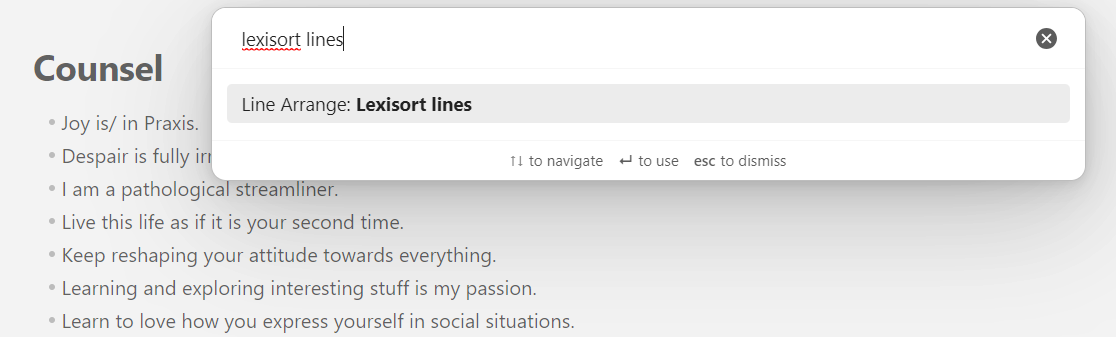 lexisort lines
Line Arrange: Lexisort lines
↑↓ to navigate ↵ to use esc to dismiss
Counsel
• Joy is/ in Praxis.
• Despair is fully
• I am a pathological streamliner.
• Live this life as if it is your second time.
• Keep reshaping your attitude towards everything.
• Learning and exploring interesting stuff is my passion.
• Learn to love how you express yourself in social situations.